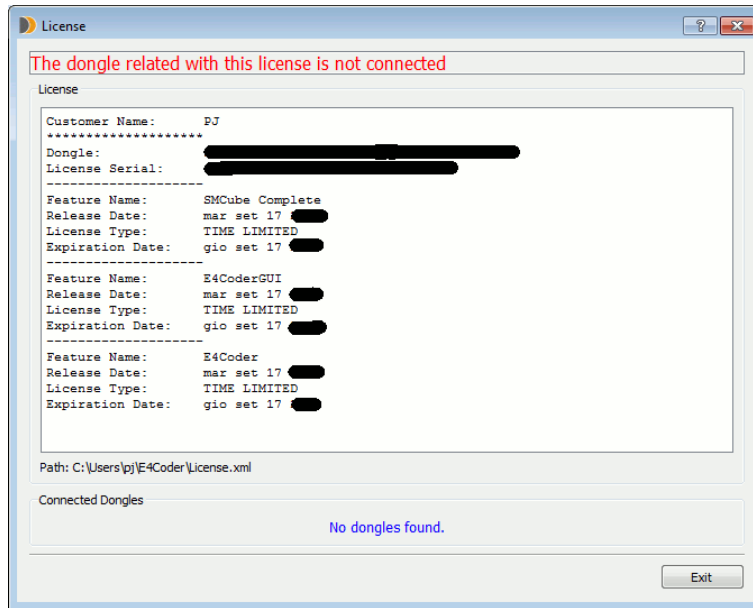 License
The dongle related with this license is not connected
License
Customer Name: PJ
********************
Dongle:
License Serial:
--------------------
Feature Name: SMCube Complete
Release Date: mar set 17
License Type: TIME LIMITED
Expiration Date: gio set 17
--------------------
Feature Name: E4CoderGUI
Release Date: mar set 17
License Type: TIME LIMITED
Expiration Date: gio set 17
--------------------
Feature Name: E4Coder
Release Date: mar set 17
License Type: TIME LIMITED
Expiration Date: gio set 17
Path: C:\Users\pj\E4Coder\License.xml
Connected Dongles
No dongles found.
Exit